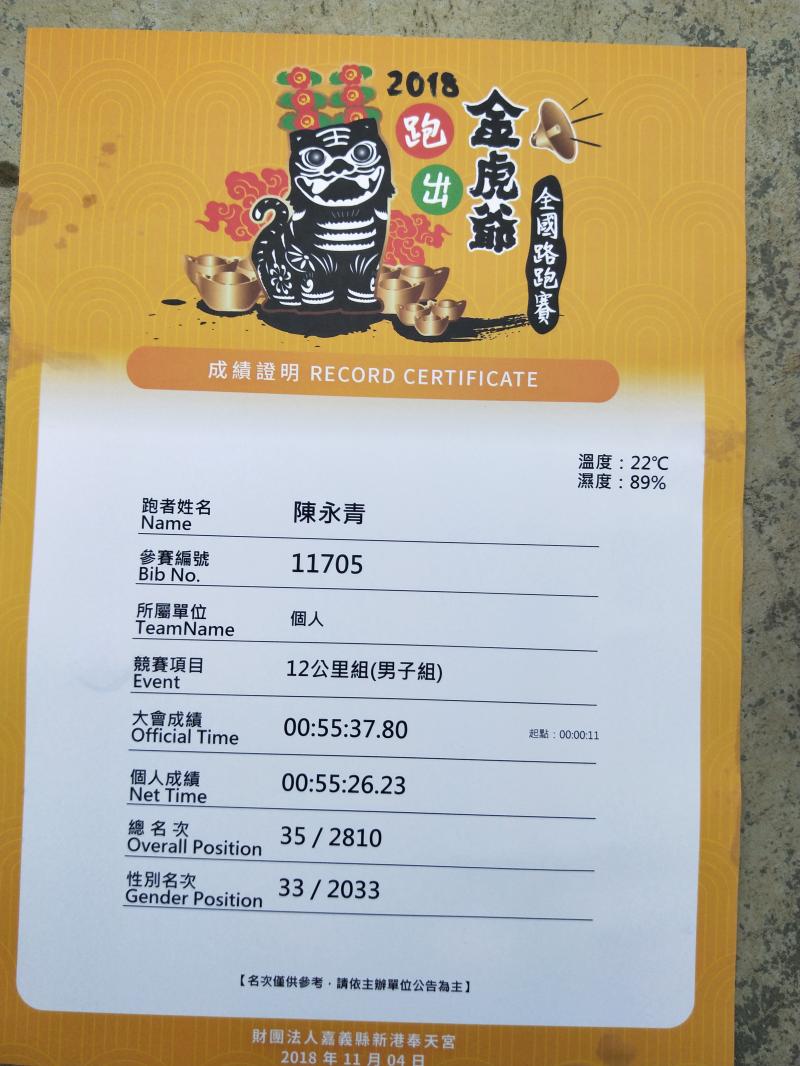 2018
跑出
金虎爺
全國路跑賽
成績證明 RECORD CERTIFICATE
溫度：22℃
濕度：89%
跑者姓名 陳永青
Name
參賽編號 11705
Bib No.
所屬單位 個人
TeamName
競賽項目 12公里組(男子組)
Event
大會成績 00:55:37.80 起點：00:00:11
Official Time
個人成績 00:55:26.23
Net Time
總名次 35 / 2810
Overall Position
性別名次 33 / 2033
Gender Position
【名次僅供參考，請依主辦單位公告為主】
財團法人嘉義縣新港奉天宮
2018 年 11 月 04 日